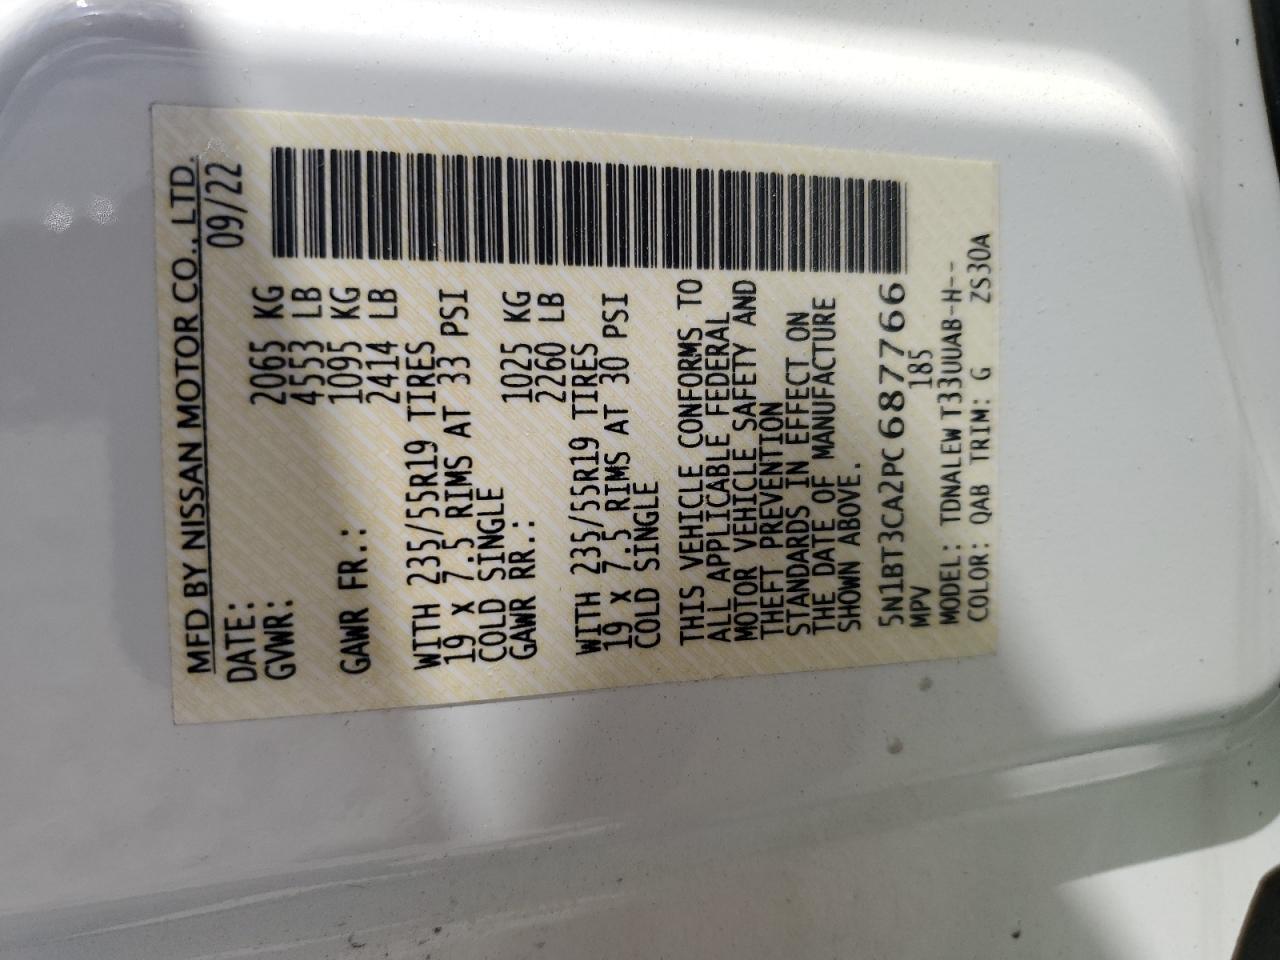 MFD BY NISSAN MOTOR CO., LTD.
DATE: 09/22
GVWR: 2065 KG
4553 LB
GAWR FR.: 1095 KG
2414 LB
WITH 235/55R19 TIRES
19 x 7.5 RIMS AT 33 PSI
COLD SINGLE
GAWR RR.: 1025 KG
2260 LB
WITH 235/55R19 TIRES
19 x 7.5 RIMS AT 30 PSI
COLD SINGLE
THIS VEHICLE CONFORMS TO
ALL APPLICABLE FEDERAL
MOTOR VEHICLE SAFETY AND
THEFT PREVENTION
STANDARDS IN EFFECT ON
THE DATE OF MANUFACTURE
SHOWN ABOVE.
5N1BT3CA2PC687766
MPV 185
MODEL: TDNALEW T33UUAB-H--
COLOR: QAB TRIM: G ZS30A